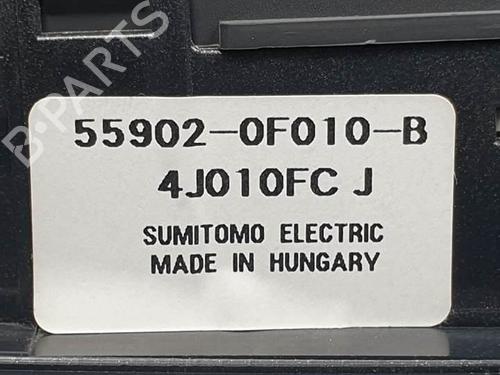 B-PARTS
55902-0F010-B
4J010FC J
SUMITOMO ELECTRIC
MADE IN HUNGARY